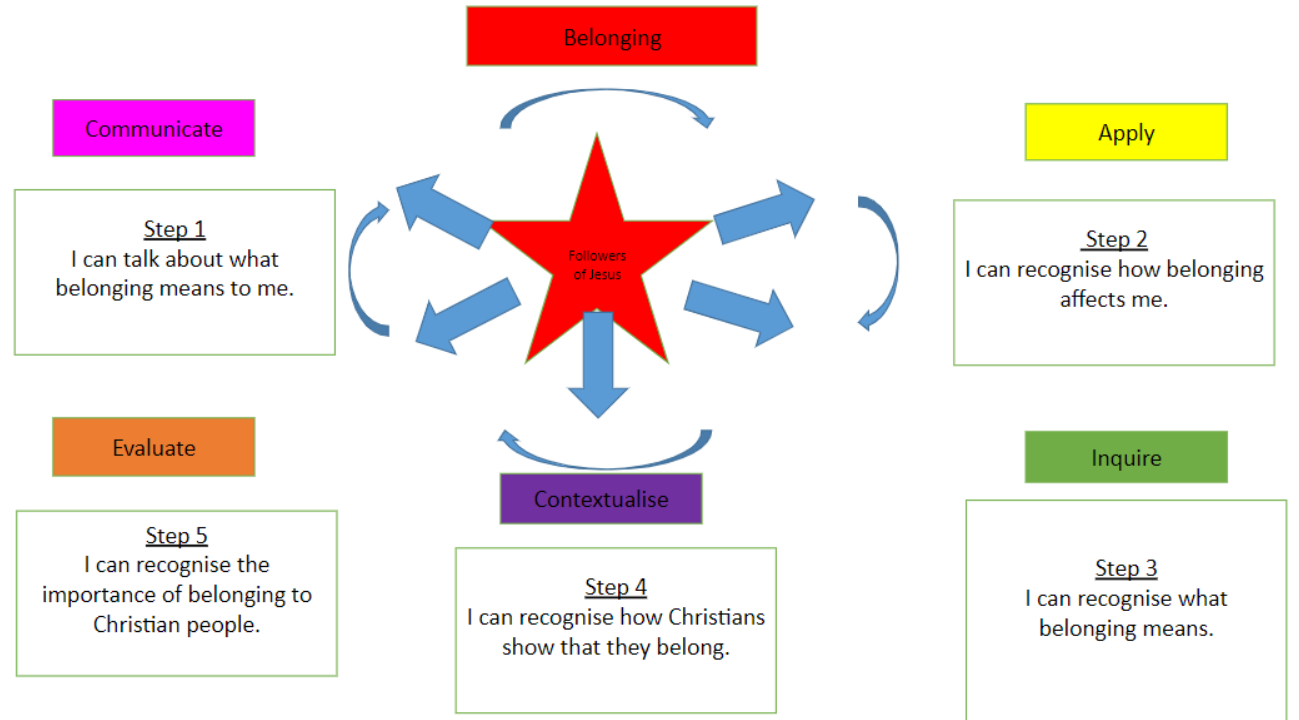 Belonging
Communicate
Step 1
I can talk about what
belonging means to me.
Followers
of Jesus
Apply
Step 2
I can recognise how belonging
affects me.
Inquire
Step 3
I can recognise what
belonging means.
Contextualise
Step 4
I can recognise how Christians
show that they belong.
Evaluate
Step 5
I can recognise the
importance of belonging to
Christian people.